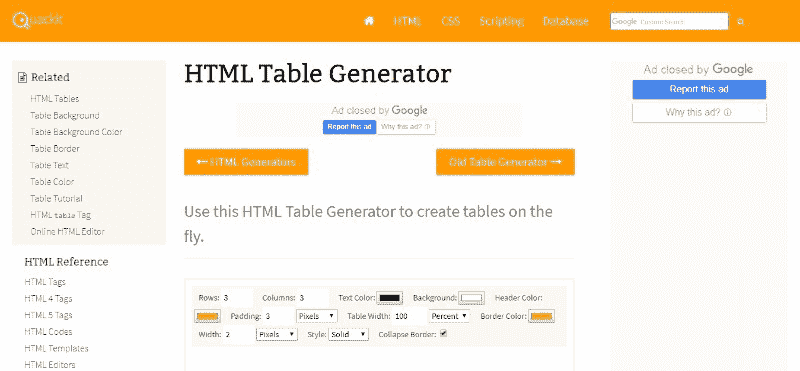 Quackit
HTML
CSS
Scripting
Database
Google Custom Search
Related
HTML Tables
Table Background
Table Background Color
Table Border
Table Text
Table Color
Table Tutorial
HTML table Tag
Online HTML Editor
HTML Reference
HTML Tags
HTML 4 Tags
HTML 5 Tags
HTML Codes
HTML Templates
HTML Editors
HTML Table Generator
Ad closed by Google
Report this ad
Why this ad?
← HTML Generators
Old Table Generator →
Use this HTML Table Generator to create tables on the
fly.
Rows: 3 Columns: 3 Text Color: Background: Header Color:
Padding: 3 Pixels Table Width: 100 Percent Border Color:
Width: 2 Pixels Style: Solid Collapse Border:
Ad closed by Google
Report this ad
Why this ad?